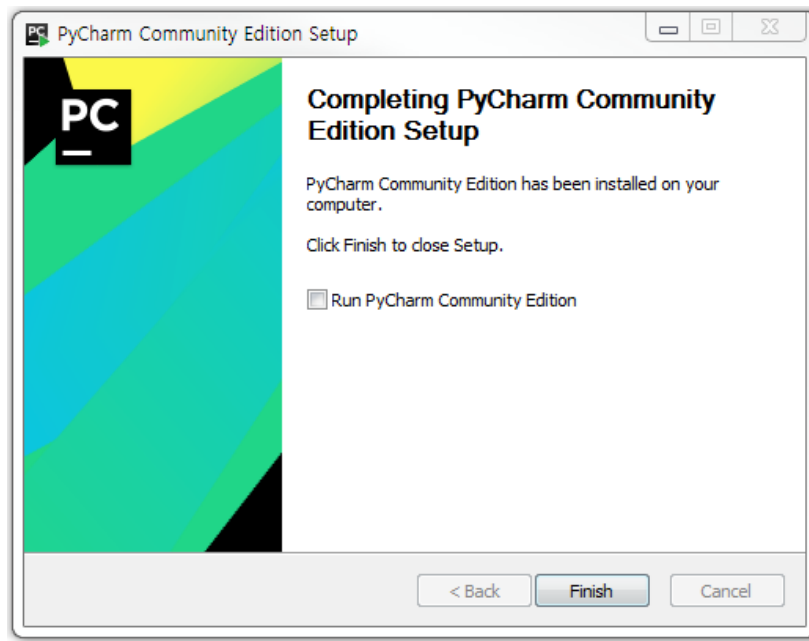 PyCharm Community Edition Setup
PC
Completing PyCharm Community
Edition Setup
PyCharm Community Edition has been installed on your
computer.
Click Finish to close Setup.
Run PyCharm Community Edition
< Back
Finish
Cancel